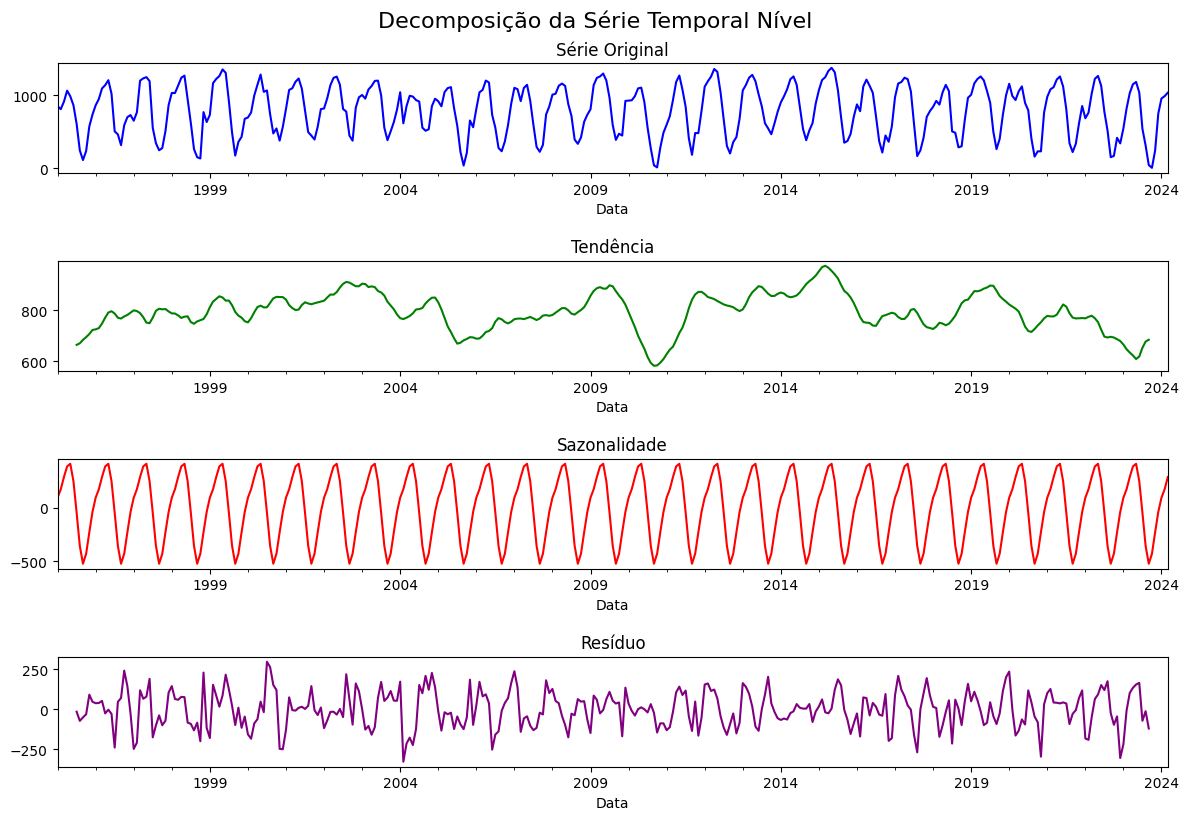 Decomposição da Série Temporal Nível
Série Original
1000
0
1999 2004 2009 2014 2019 2024
Data
Tendência
800
600
1999 2004 2009 2014 2019 2024
Data
Sazonalidade
0
−500
1999 2004 2009 2014 2019 2024
Data
Resíduo
250
0
−250
1999 2004 2009 2014 2019 2024
Data